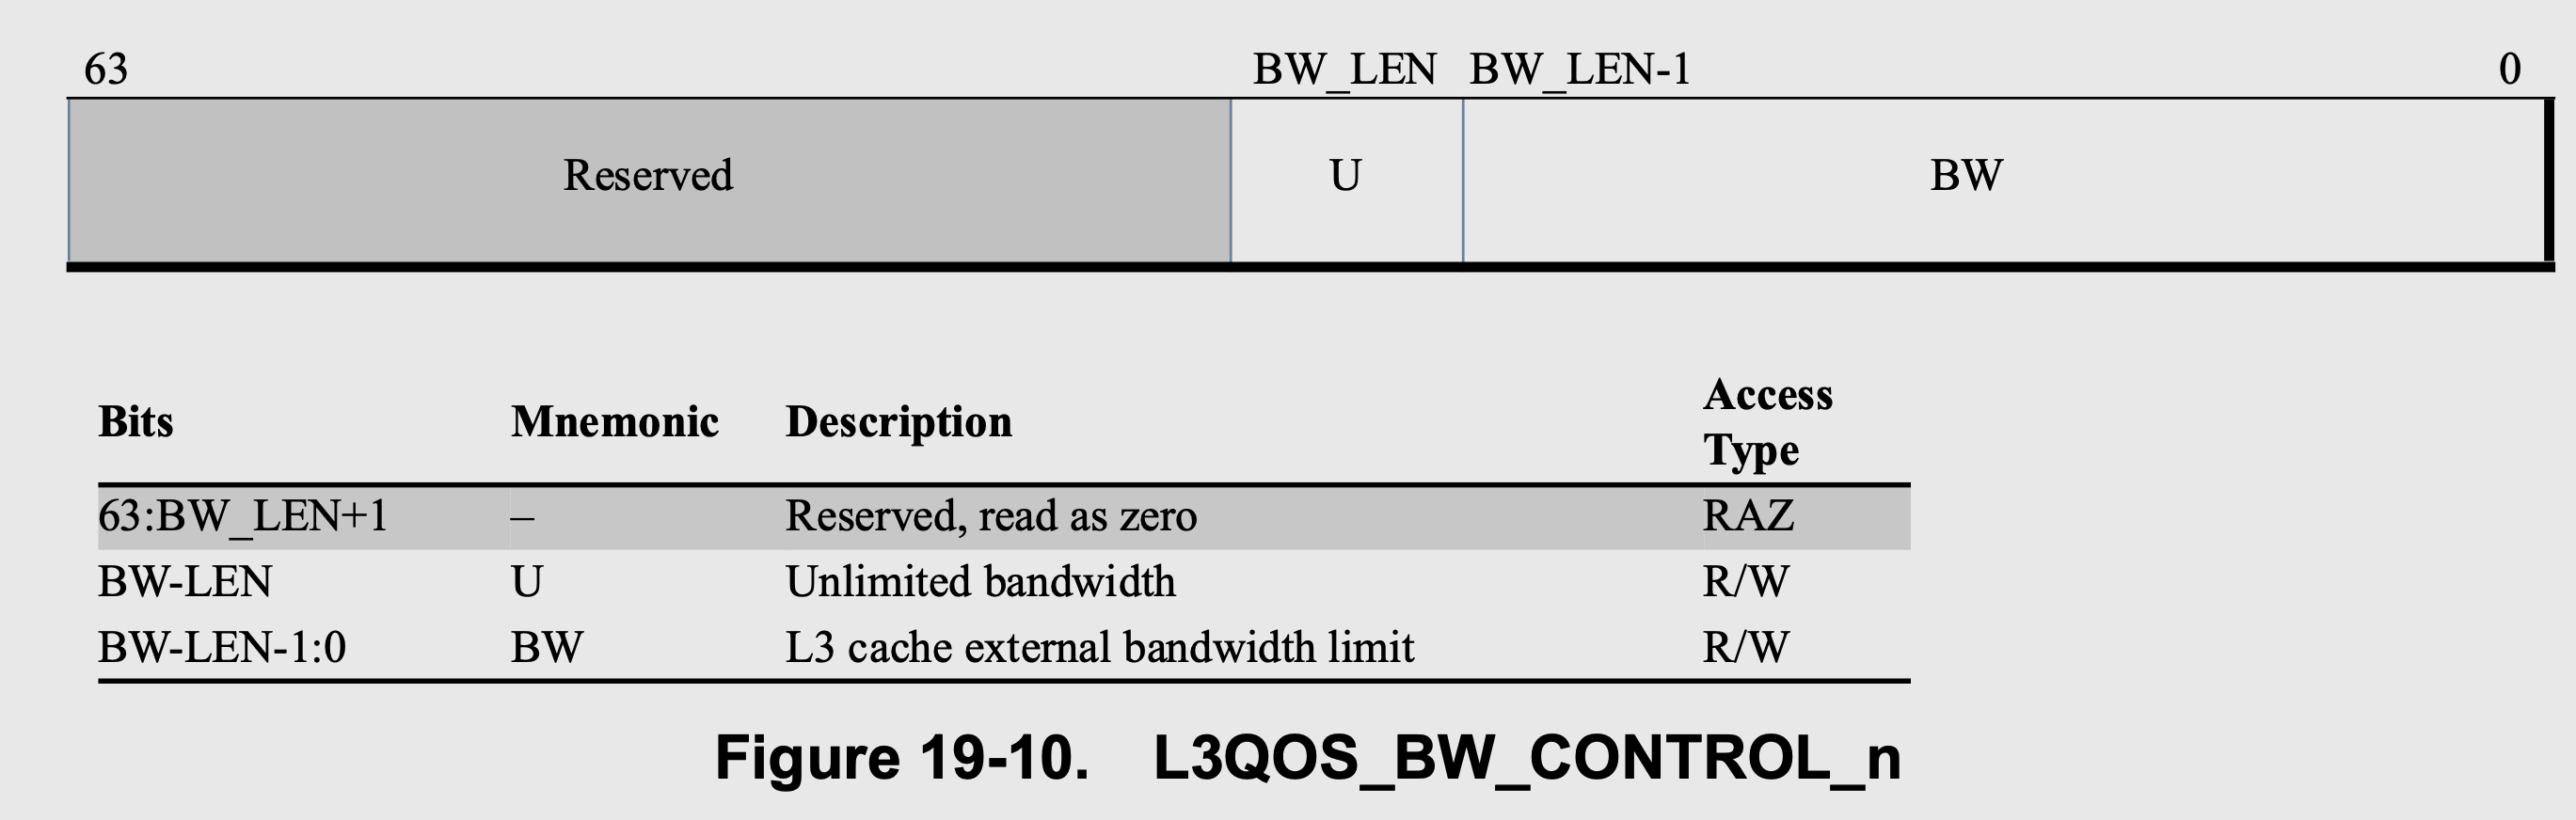 63 BW_LEN BW_LEN-1 0
Reserved U BW
Bits Mnemonic Description Access Type
63:BW_LEN+1 – Reserved, read as zero RAZ
BW-LEN U Unlimited bandwidth R/W
BW-LEN-1:0 BW L3 cache external bandwidth limit R/W
Figure 19-10. L3QOS_BW_CONTROL_n